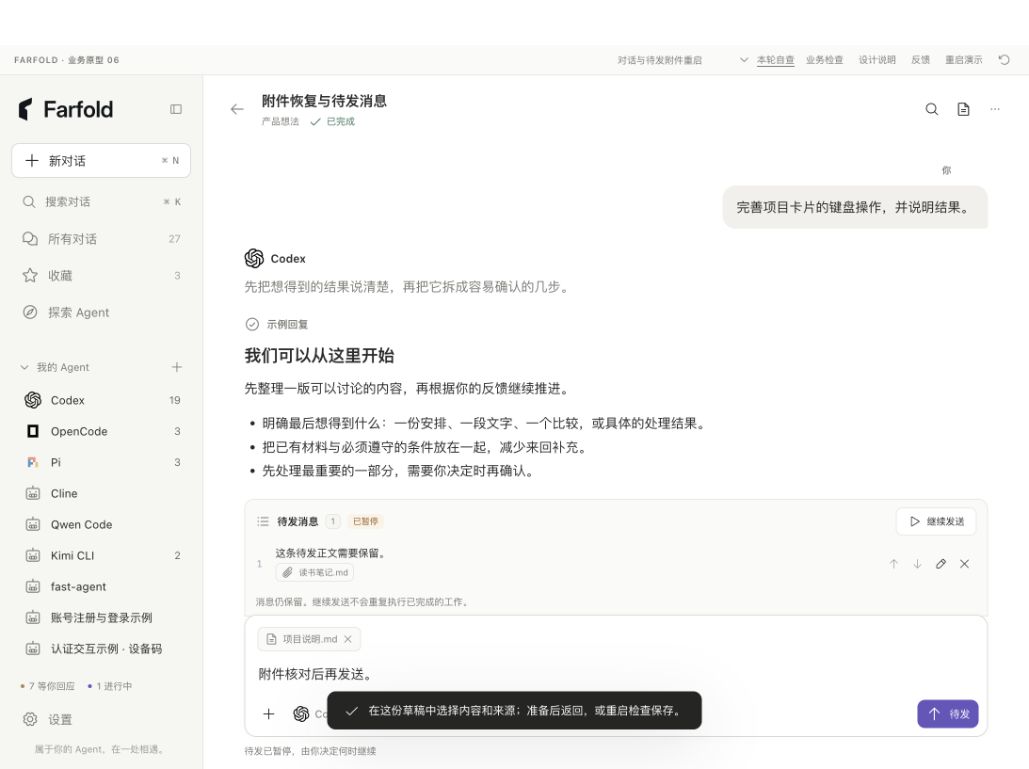 FARFOLD · 业务原型 06
对话与待发附件重启
本轮自查
业务检查
设计说明
反馈
重启演示
Farfold
新对话
⌘ N
搜索对话
⌘ K
所有对话
27
收藏
3
探索 Agent
我的 Agent
Codex
19
OpenCode
3
Pi
3
Cline
Qwen Code
Kimi CLI
2
fast-agent
账号注册与登录示例
认证交互示例 · 设备码
7 等你回应
1 进行中
设置
属于你的 Agent，在一处相遇。
附件恢复与待发消息
产品想法
已完成
你
完善项目卡片的键盘操作，并说明结果。
Codex
先把想得到的结果说清楚，再把它拆成容易确认的几步。
示例回复
我们可以从这里开始
先整理一版可以讨论的内容，再根据你的反馈继续推进。
• 明确最后想得到什么：一份安排、一段文字、一个比较，或具体的处理结果。
• 把已有材料与必须遵守的条件放在一起，减少来回补充。
• 先处理最重要的一部分，需要你决定时再确认。
待发消息
1
已暂停
继续发送
1
这条待发正文需要保留。
读书笔记.md
消息仍保留。继续发送不会重复执行已完成的工作。
项目说明.md
附件核对后再发送。
在这份草稿中选择内容和来源；准备后返回，或重启检查保存。
待发
待发已暂停，由你决定何时继续